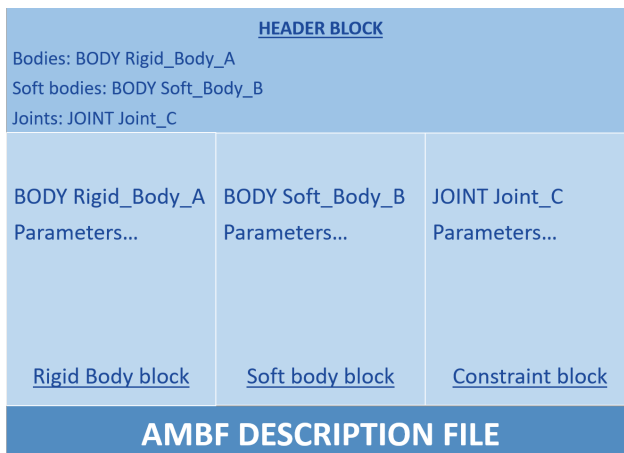 HEADER BLOCK
Bodies: BODY Rigid_Body_A
Soft bodies: BODY Soft_Body_B
Joints: JOINT Joint_C
BODY Rigid_Body_A
Parameters...
Rigid Body block
BODY Soft_Body_B
Parameters...
Soft body block
JOINT Joint_C
Parameters...
Constraint block
AMBF DESCRIPTION FILE